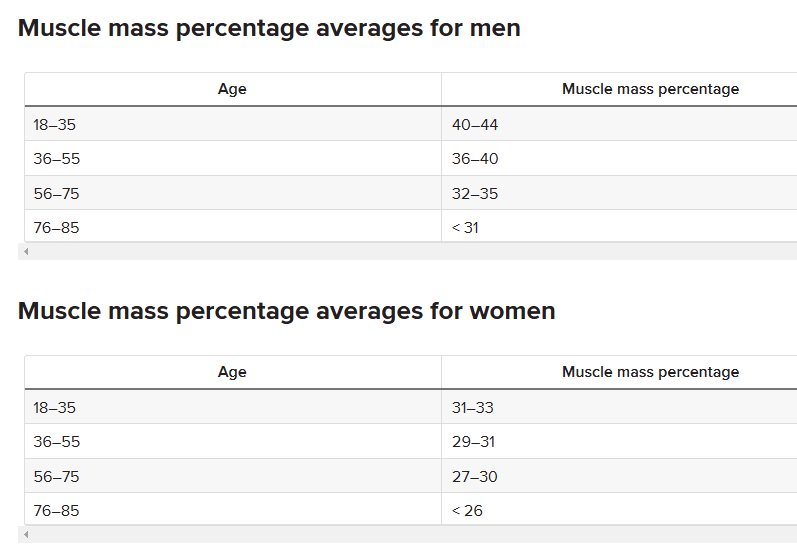 Muscle mass percentage averages for men
Age Muscle mass percentage
18–35 40–44
36–55 36–40
56–75 32–35
76–85 < 31
Muscle mass percentage averages for women
Age Muscle mass percentage
18–35 31–33
36–55 29–31
56–75 27–30
76–85 < 26